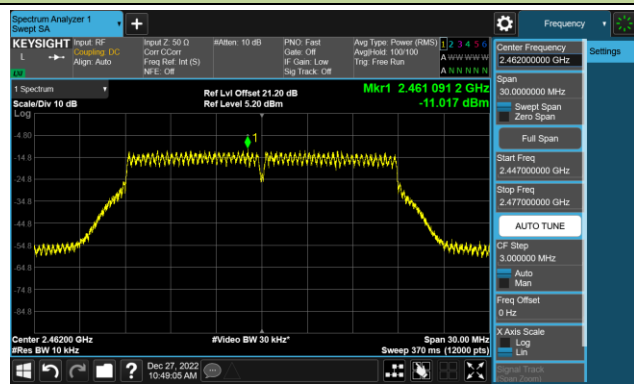 Spectrum Analyzer 1
Swept SA
+
Frequency
KEYSIGHT
L
LXI
Input: RF
Coupling: DC
Align: Auto
Input Z: 50 Ω
Corr CCorr
Freq Ref: Int (S)
NFE: Off
#Atten: 10 dB
PNO: Fast
Gate: Off
IF Gain: Low
Sig Track: Off
Avg Type: Power (RMS)
Avg|Hold: 100/100
Trig: Free Run
1 2 3 4 5 6
A W W W W W
A N N N N N
1 Spectrum
Scale/Div 10 dB
Log
Ref Lvl Offset 21.20 dB
Ref Level 5.20 dBm
Mkr1 2.461 091 2 GHz
-11.017 dBm
1
-4.80
-14.8
-24.8
-34.8
-44.8
-54.8
-64.8
-74.8
-84.8
Center 2.46200 GHz
#Res BW 10 kHz
#Video BW 30 kHz*
Span 30.00 MHz
Sweep 370 ms (12000 pts)
Center Frequency
2.462000000 GHz
Settings
Span
30.0000000 MHz
Swept Span
Zero Span
Full Span
Start Freq
2.447000000 GHz
Stop Freq
2.477000000 GHz
AUTO TUNE
CF Step
3.000000 MHz
Auto
Man
Freq Offset
0 Hz
X Axis Scale
Log
Lin
Signal Track
(Span Zoom)
?
Dec 27, 2022
10:49:05 AM